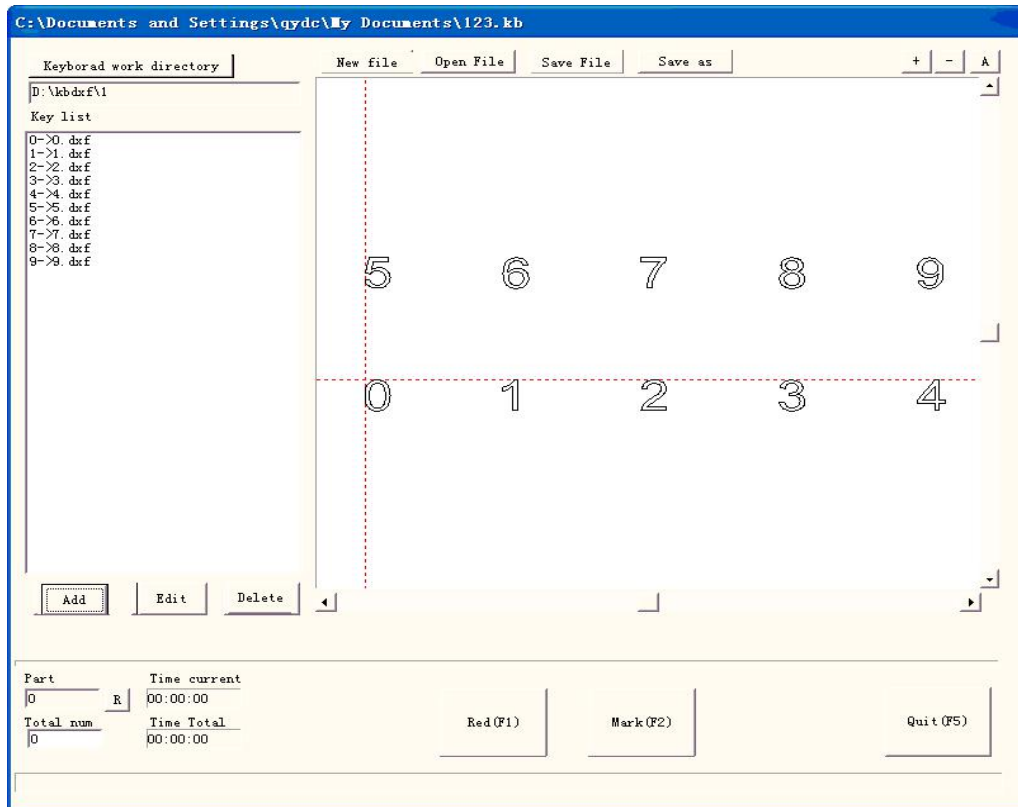 C:\Documents and Settings\qydc\My Documents\123.kb
Keyborad work directory
New file Open File Save File Save as + - A
D:\kbdxf\1
Key list
0->0.dxf
1->1.dxf
2->2.dxf
3->3.dxf
4->4.dxf
5->5.dxf
6->6.dxf
7->7.dxf
8->8.dxf
9->9.dxf
5 6 7 8 9
0 1 2 3 4
Add Edit Delete
Part Time current
0 R 00:00:00
Total num Time Total
0 00:00:00
Red(F1) Mark(F2) Quit(F5)